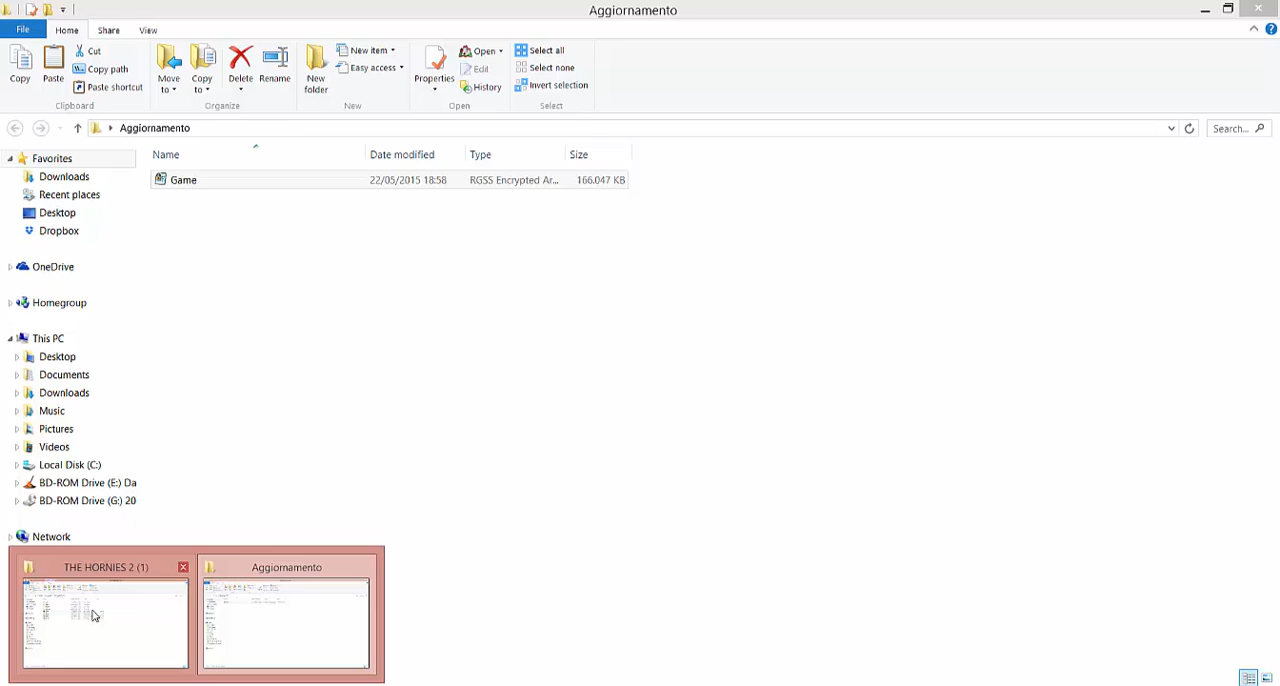 Aggiornamento
File Home Share View
Copy Paste Cut Copy path Paste shortcut
Move to Copy to Delete Rename
New folder New item Easy access
Properties Open Edit History
Select all Select none Invert selection
Clipboard Organize New Open Select
Aggiornamento Search...
Name Date modified Type Size
Game 22/05/2015 18:58 RGSS Encrypted Ar... 166.047 KB
Favorites
Downloads
Recent places
Desktop
Dropbox
OneDrive
Homegroup
This PC
Desktop
Documents
Downloads
Music
Pictures
Videos
Local Disk (C:)
BD-ROM Drive (E:) Da
BD-ROM Drive (G:) 20
Network
THE HORNIES 2 (1) Aggiornamento